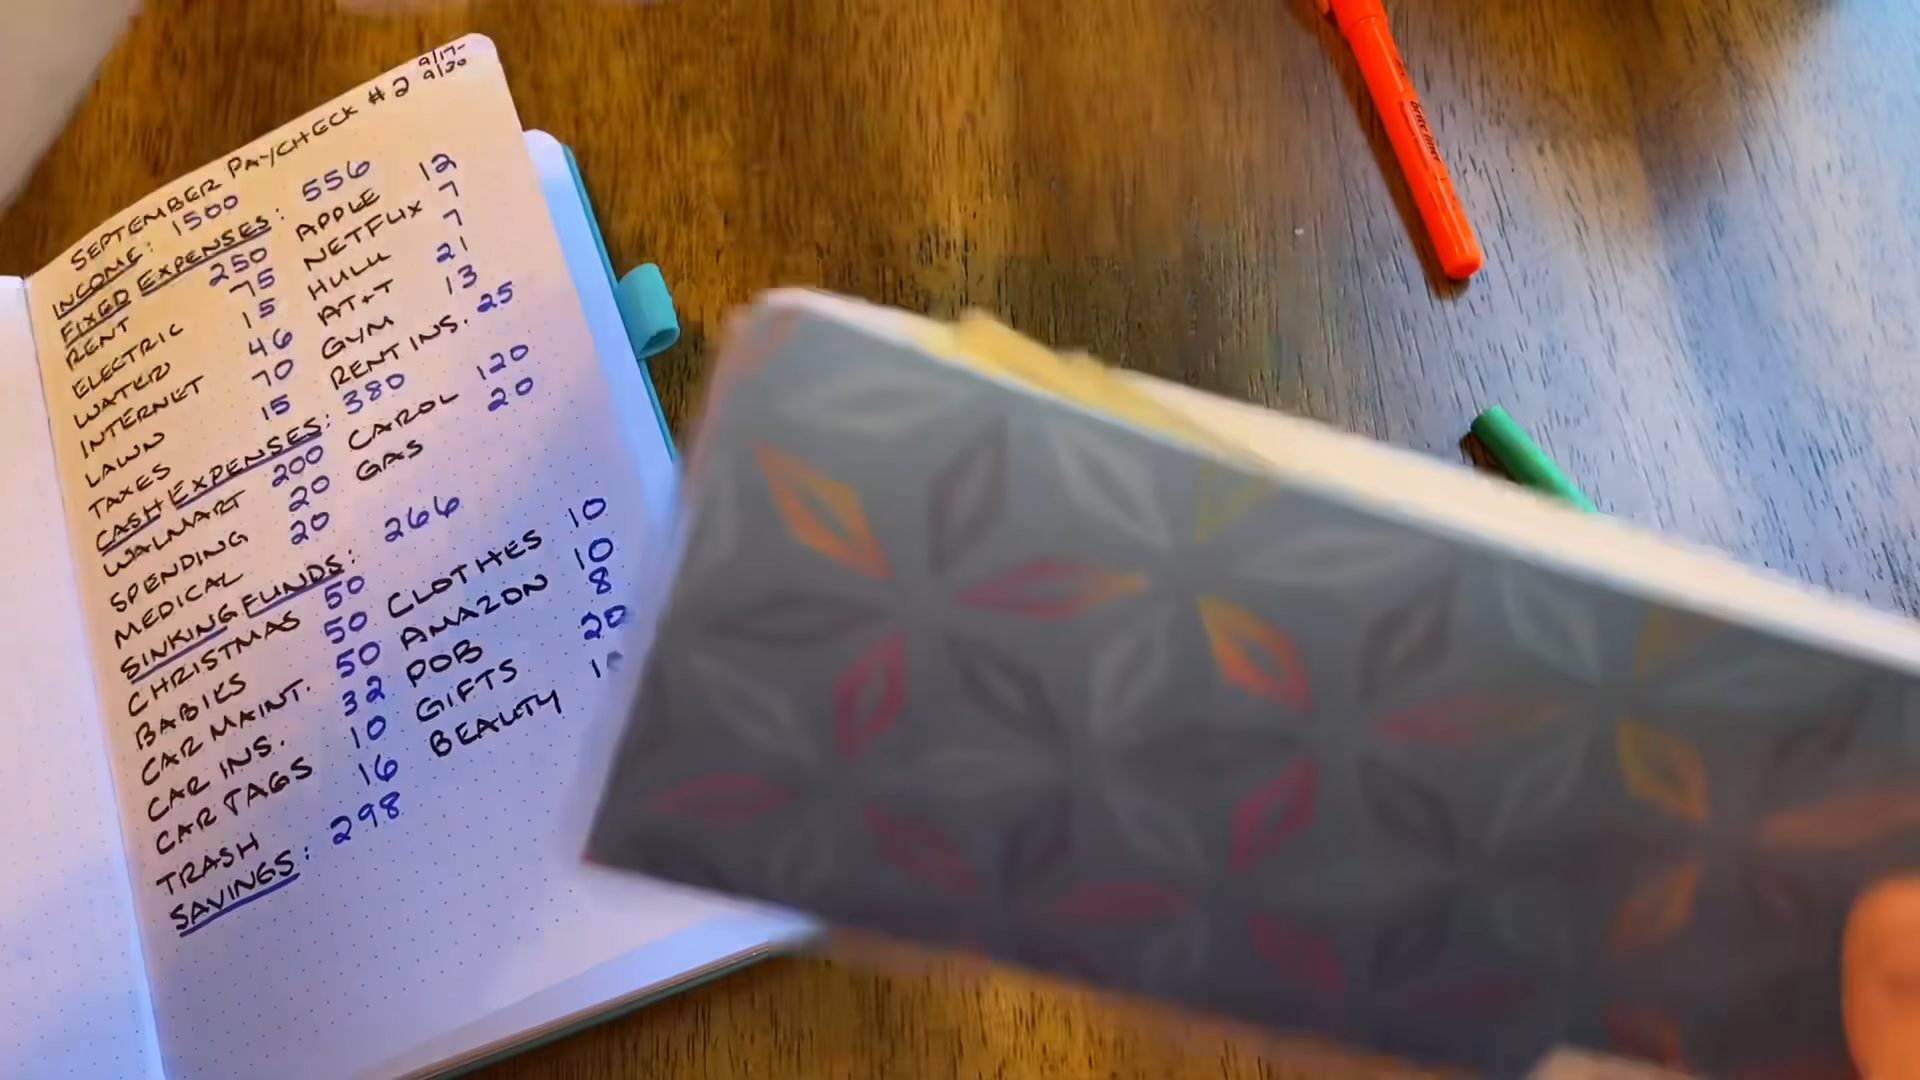 SEPTEMBER PAYCHECK #2 9/17-
9/30
INCOME: 1500
FIXED EXPENSES: 556
RENT 250 APPLE 12
ELECTRIC 75 NETFLIX 7
WATER 15 HULU 7
INTERNET 46 AT+T 21
LAWN 70 GYM 13
TAXES 15 RENT INS. 25
CASH EXPENSES: 380
WALMART 200 CAROL 120
SPENDING 20 GAS 20
MEDICAL 20
SINKING FUNDS: 266
CHRISTMAS 50 CLOTHES 10
BABIES 50 AMAZON 10
CAR MAINT. 50 POB 8
CAR INS. 32 GIFTS 20
CAR TAGS 10 BEAUTY
TRASH 16
SAVINGS: 298
Brite Liner